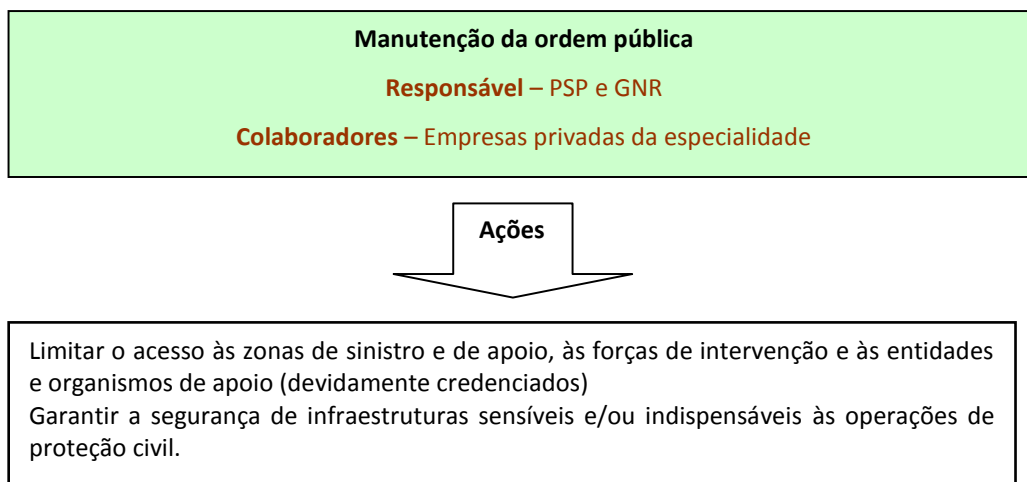 Manutenção da ordem pública
Responsável – PSP e GNR
Colaboradores – Empresas privadas da especialidade
Ações
Limitar o acesso às zonas de sinistro e de apoio, às forças de intervenção e às entidades
e organismos de apoio (devidamente credenciados)
Garantir a segurança de infraestruturas sensíveis e/ou indispensáveis às operações de
proteção civil.